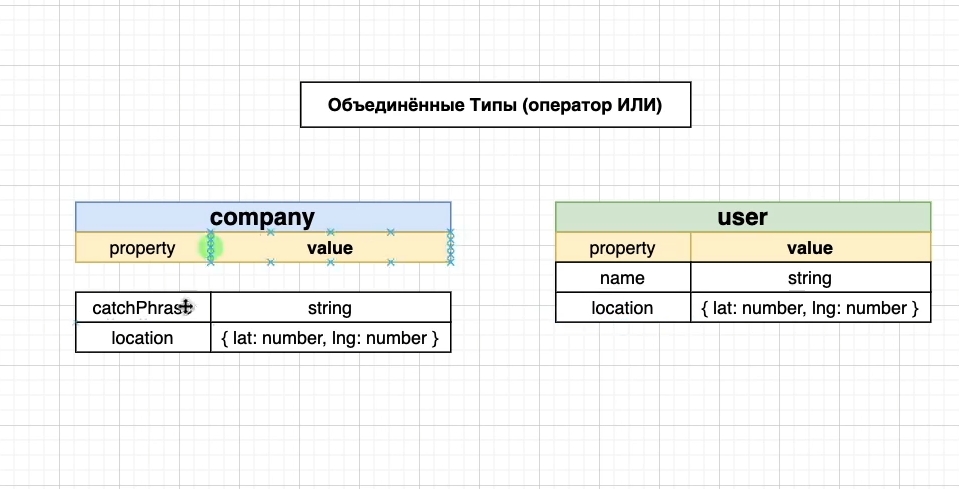 Объединённые Типы (оператор ИЛИ)
company
property value
catchPhrase string
location { lat: number, lng: number }
user
property value
name string
location { lat: number, lng: number }